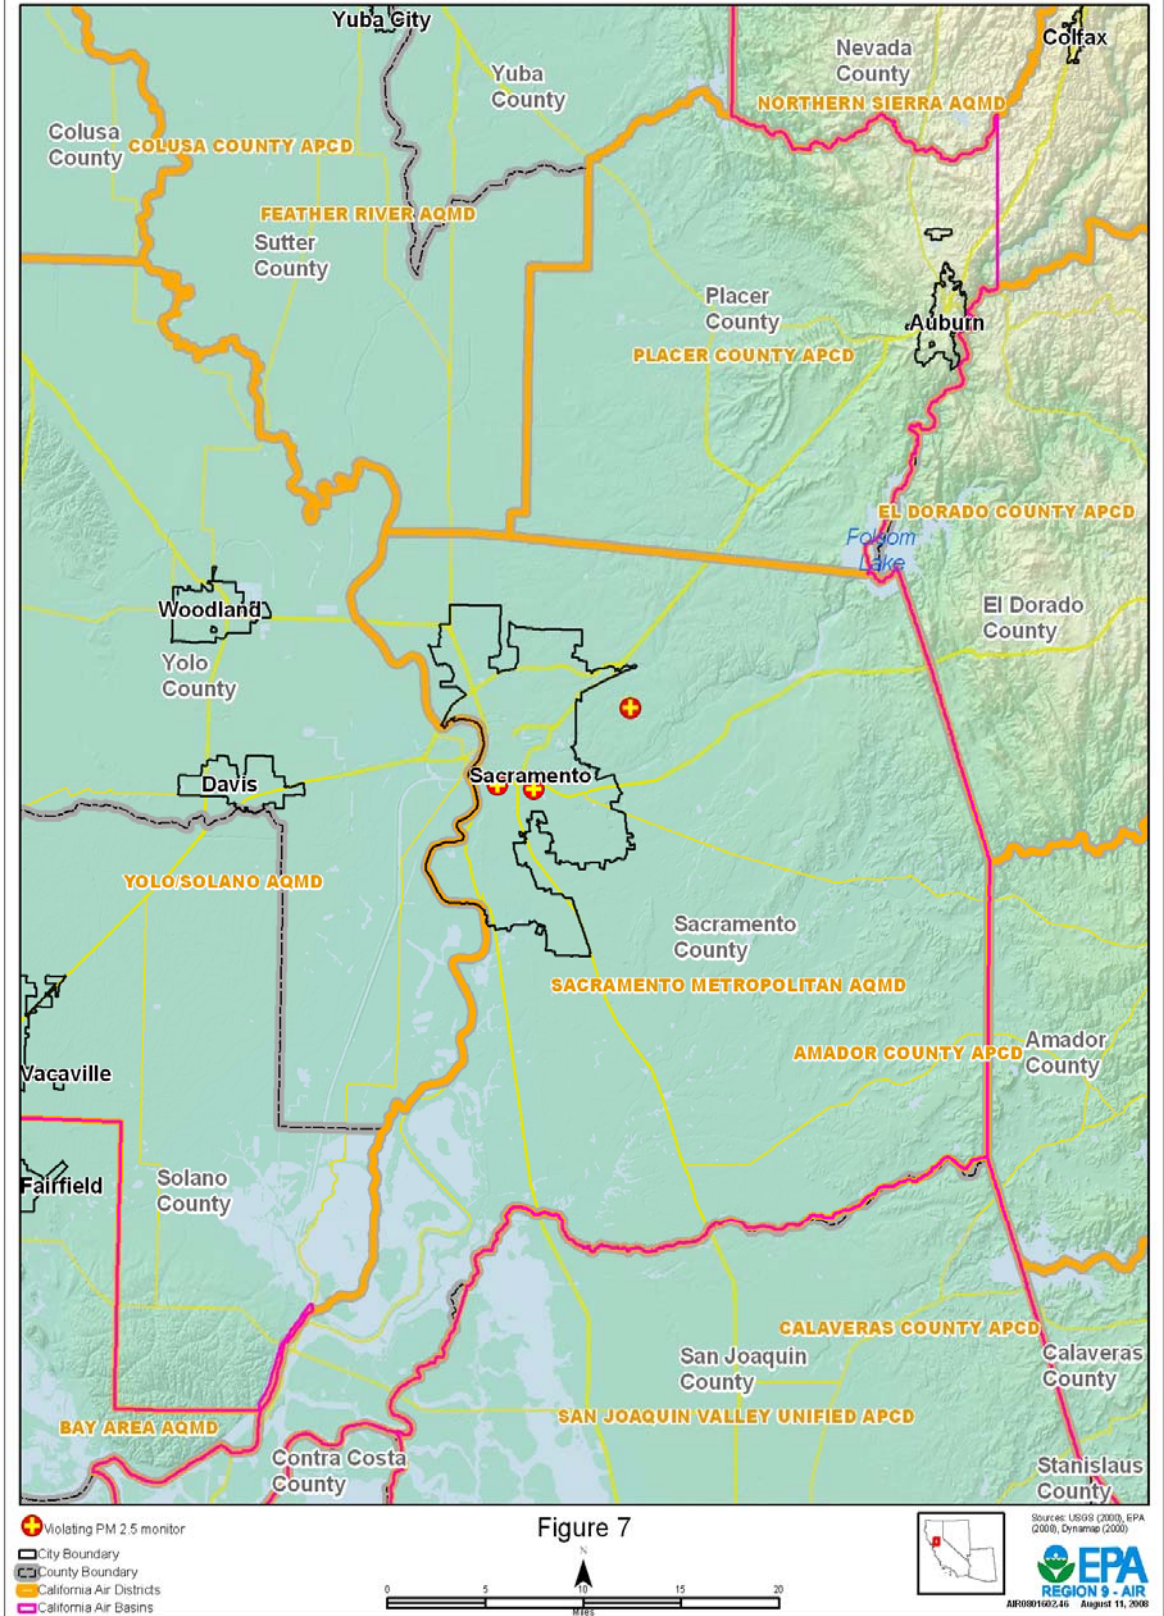 Yuba City
Colfax
Nevada
County
Yuba
County
NORTHERN SIERRA AQMD
Colusa
County
COLUSA COUNTY APCD
FEATHER RIVER AQMD
Sutter
County
Placer
County
Auburn
PLACER COUNTY APCD
EL DORADO COUNTY APCD
Folsom
Lake
Woodland
El Dorado
County
Yolo
County
Sacramento
Davis
YOLO/SOLANO AQMD
Sacramento
County
SACRAMENTO METROPOLITAN AQMD
Amador
County
AMADOR COUNTY APCD
Vacaville
Fairfield
Solano
County
CALAVERAS COUNTY APCD
San Joaquin
County
Calaveras
County
SAN JOAQUIN VALLEY UNIFIED APCD
BAY AREA AQMD
Contra Costa
County
Stanislaus
County
Violating PM 2.5 monitor
City Boundary
County Boundary
California Air Districts
California Air Basins
Figure 7
N
0 5 10 15 20
Miles
Sources: USGS (2000), EPA
(2008), Dynamap (2000)
EPA
REGION 9 - AIR
AIR0801602.46 August 11, 2008